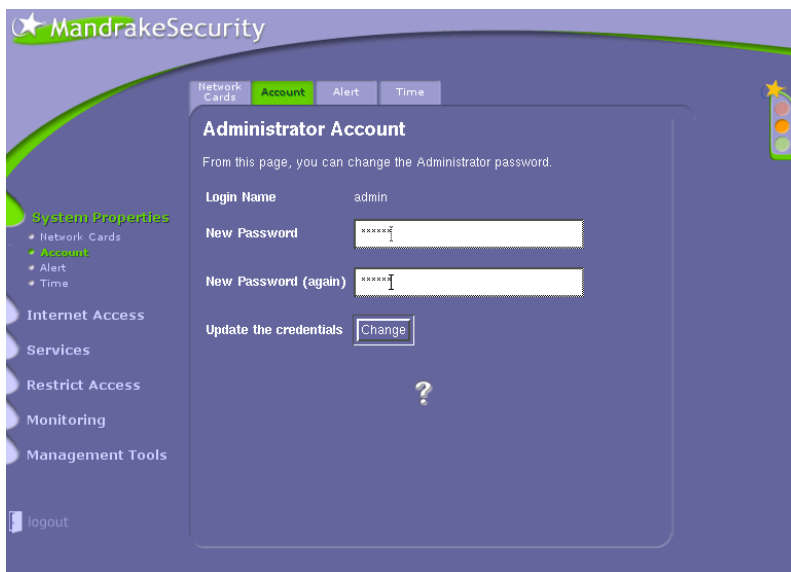 MandrakeSecurity
Network
Cards
Account
Alert
Time
Administrator Account
From this page, you can change the Administrator password.
Login Name admin
New Password ******
New Password (again) ******
Update the credentials Change
?
System Properties
Network Cards
Account
Alert
Time
Internet Access
Services
Restrict Access
Monitoring
Management Tools
logout